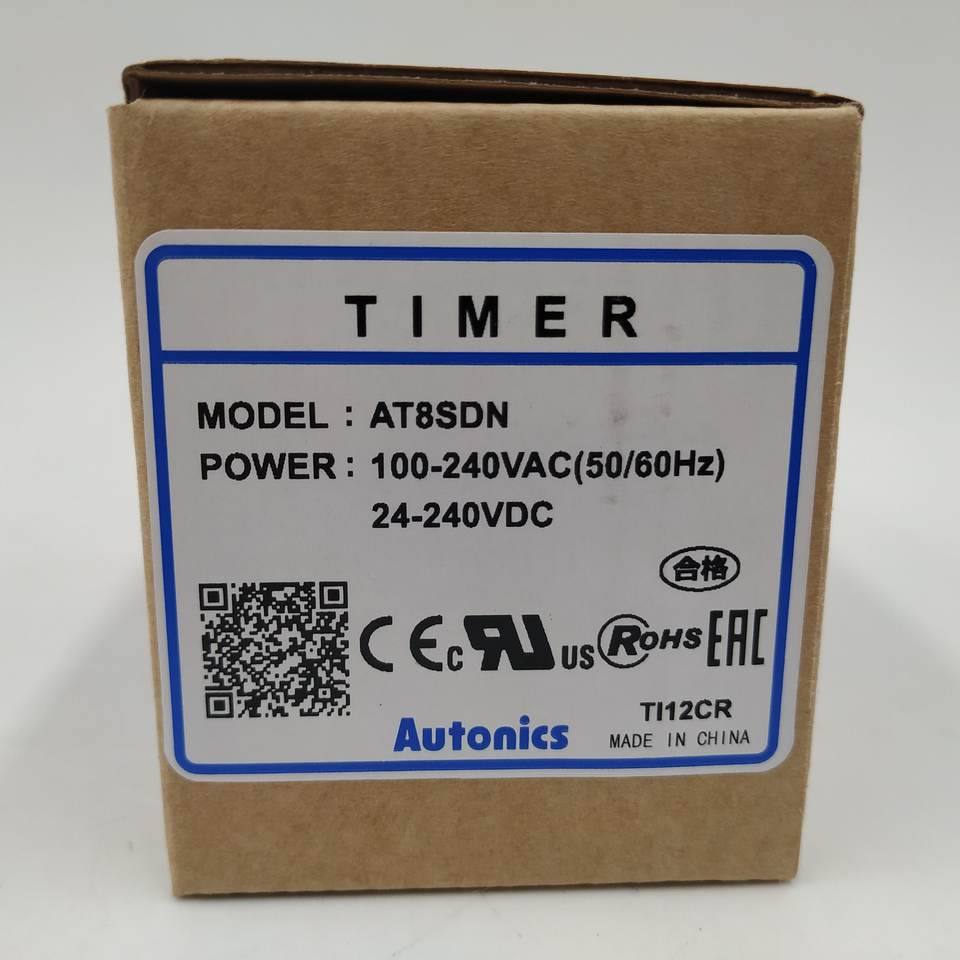 TIMER
MODEL : AT8SDN
POWER : 100-240VAC(50/60Hz)
24-240VDC
合格
CE c RU US RoHS EAC
TI12CR
Autonics
MADE IN CHINA